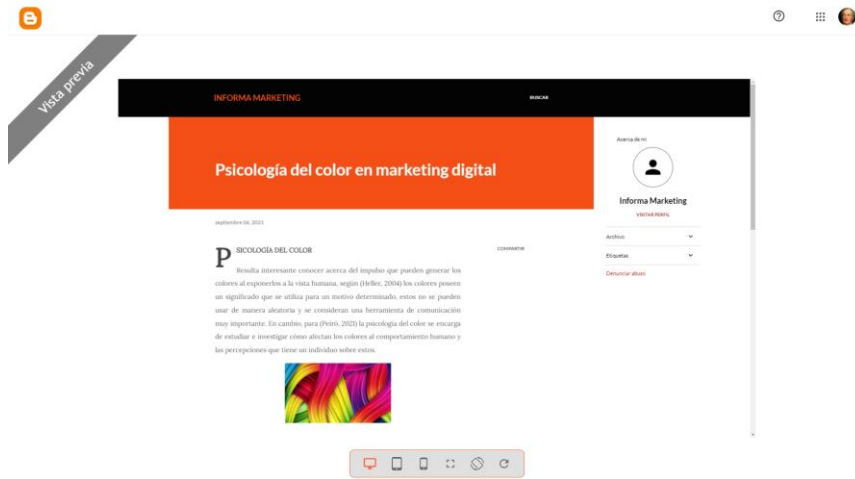 Vista previa
INFORMA MARKETING
BUSCAR
Psicología del color en marketing digital
septiembre 06, 2021
COMPARTIR
PSICOLOGÍA DEL COLOR
Resulta interesante conocer acerca del impulso que pueden generar los
colores al exponerlos a la vista humana, según (Heller, 2004) los colores poseen
un significado que se utiliza para un motivo determinado, estos no se pueden
usar de manera aleatoria y se consideran una herramienta de comunicación
muy importante. En cambio, para (Peiró, 2021) la psicología del color se encarga
de estudiar e investigar cómo afectan los colores al comportamiento humano y
las percepciones que tiene un individuo sobre estos.
Acerca de mí
Informa Marketing
VISITAR PERFIL
Archivo
Etiquetas
Denunciar abuso